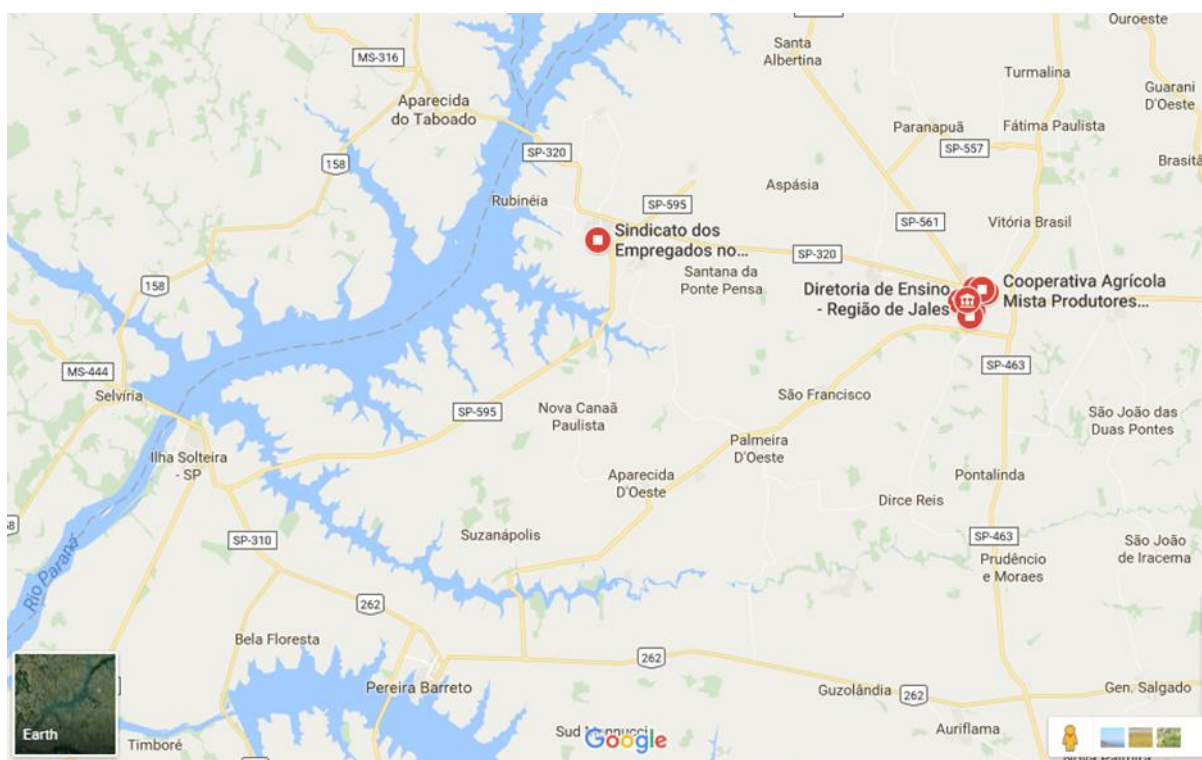 Ouroeste
Santa
Albertina
MS-316
Turmalina
Guarani
D'Oeste
Aparecida
do Taboado
Paranapuã
Fátima Paulista
SP-557
SP-320
158
Brasitâ
Aspásia
Rubinéia
SP-595
SP-561
Vitória Brasil
Sindicato dos
Empregados no...
SP-320
Santana da
Ponte Pensa
158
Diretoria de Ensino
- Região de Jales
Cooperativa Agrícola
Mista Produtores...
MS-444
SP-463
Selvíria
São Francisco
SP-595
Nova Canaã
Paulista
São João das
Duas Pontes
Palmeira
D'Oeste
Ilha Solteira
- SP
Aparecida
D'Oeste
Pontalinda
Dirce Reis
Suzanápolis
SP-310
SP-463
São João
de Iracema
Prudêncio
e Moraes
Rio Paraná
262
Bela Floresta
262
Pereira Barreto
Guzolândia
262
Gen. Salgado
Earth
Timboré
Sud
Google
Auriflama